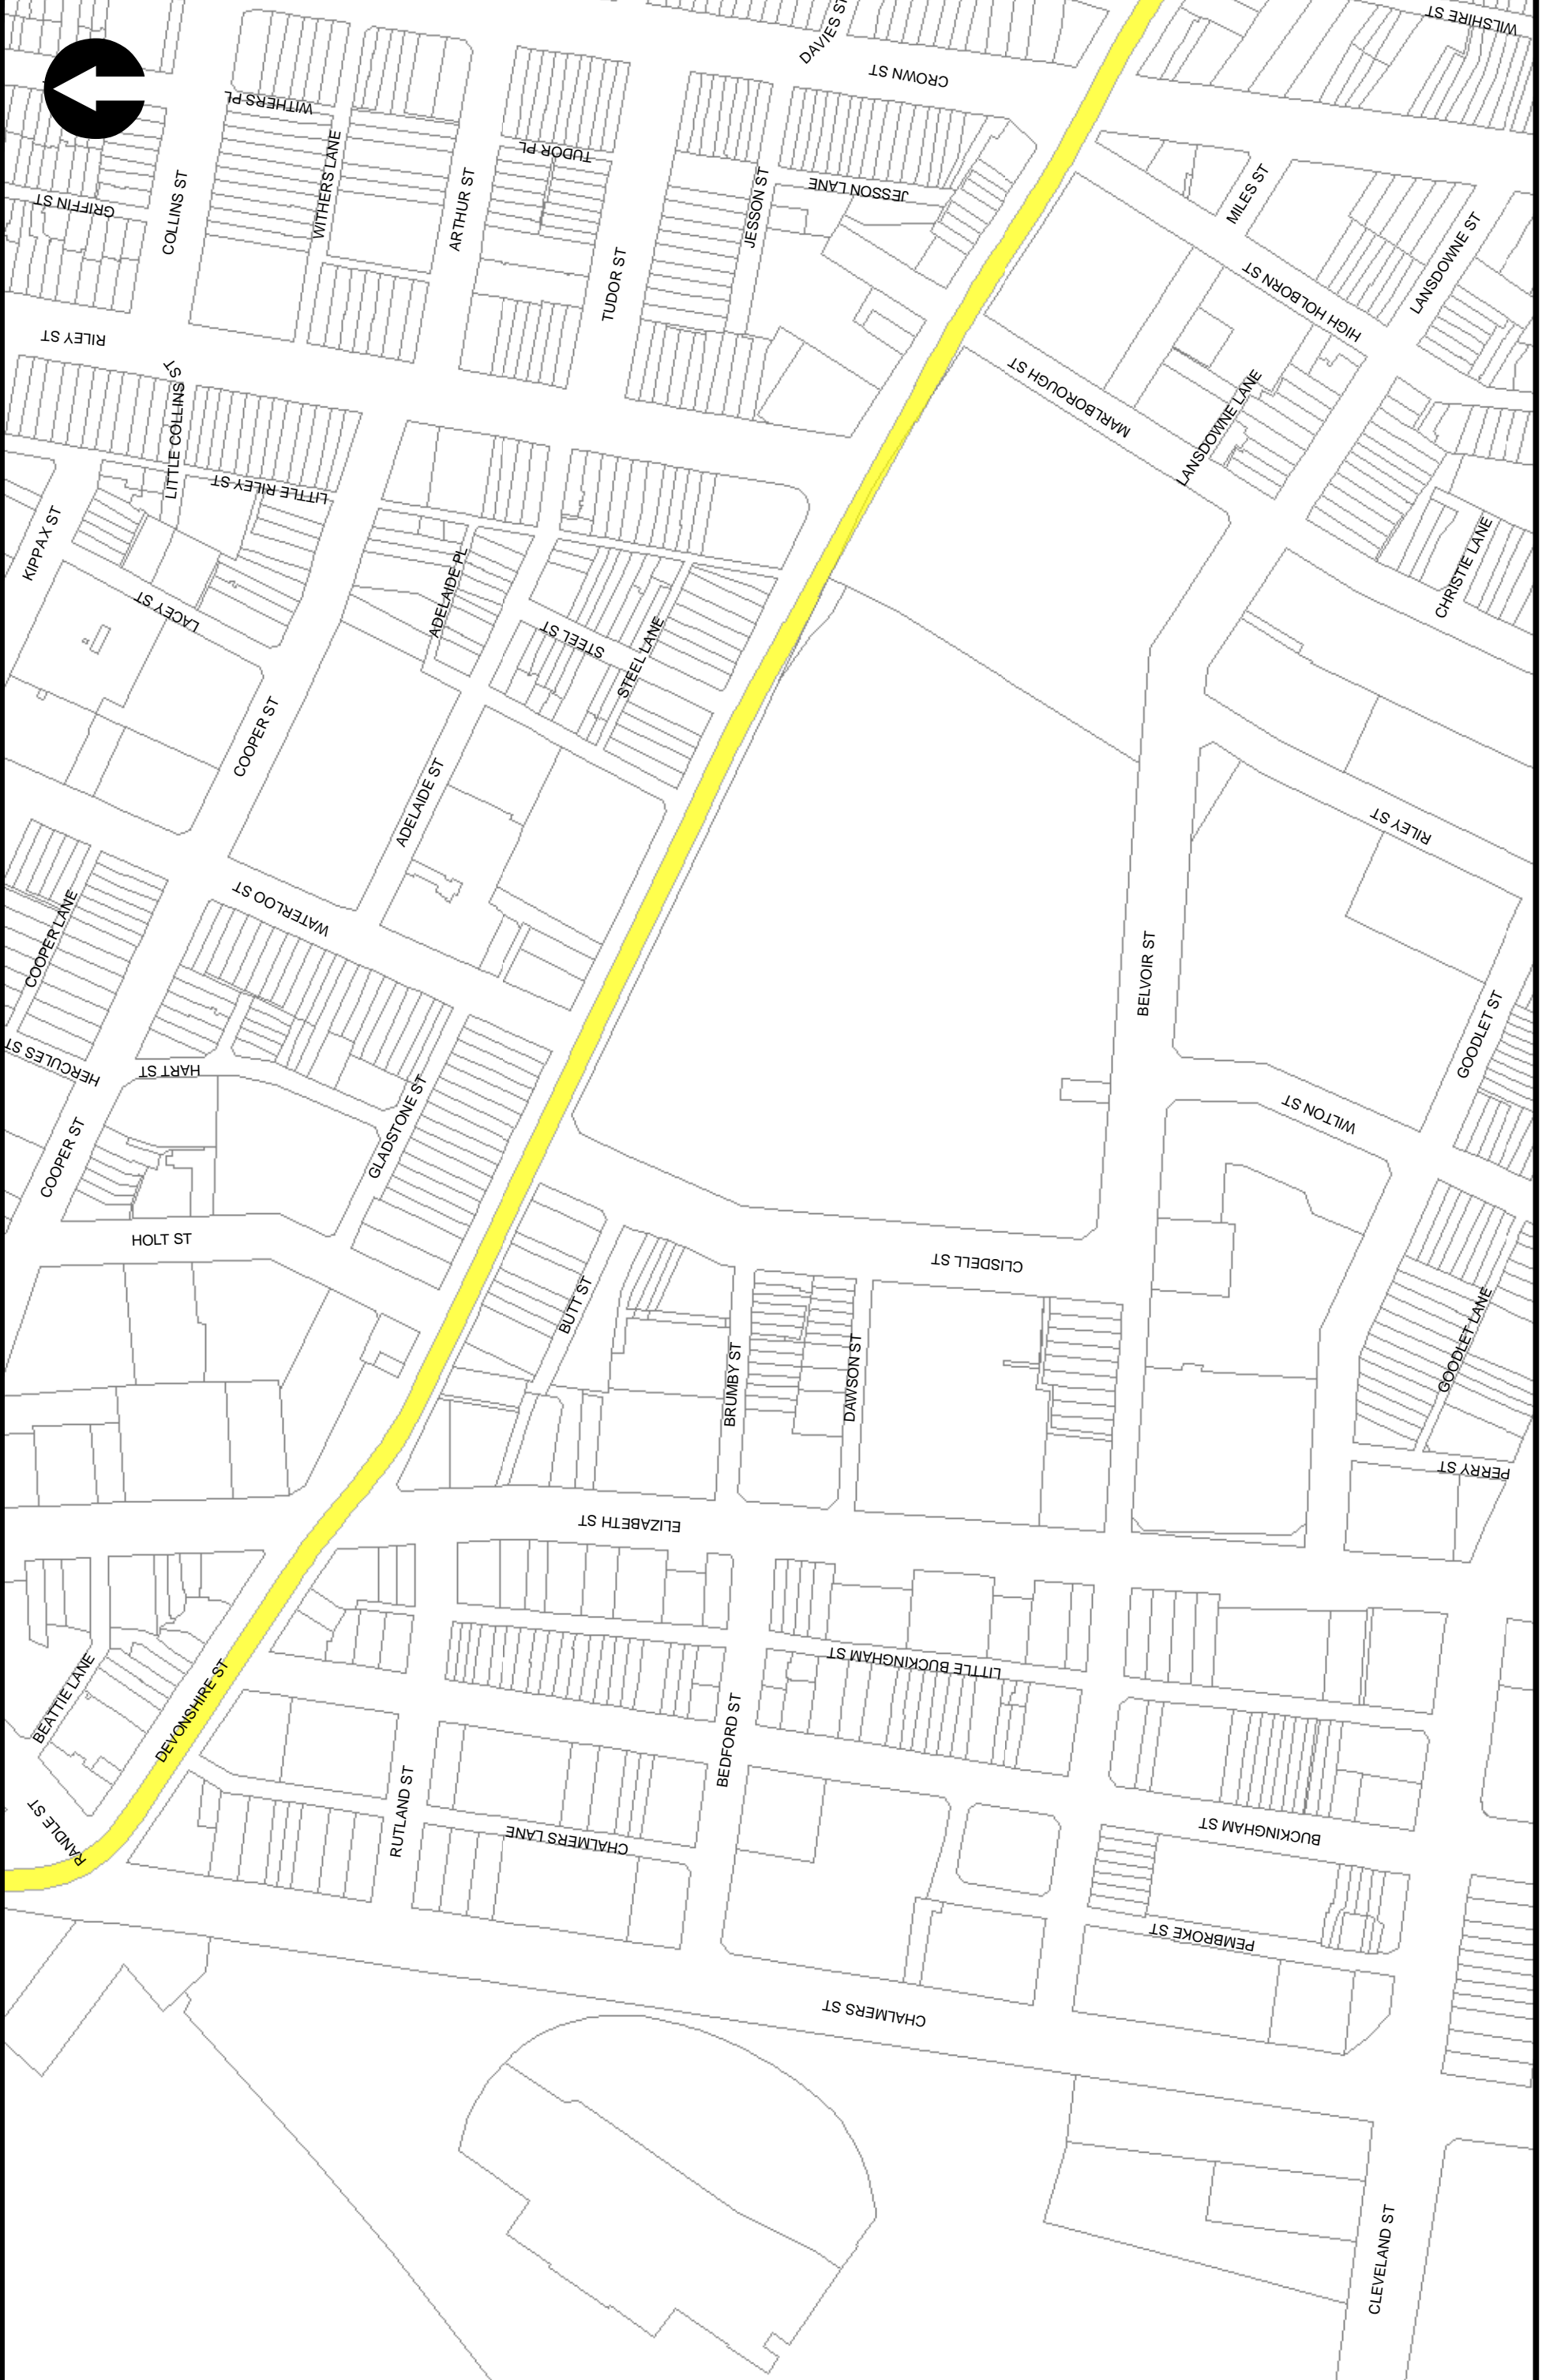 WILSHIRE ST
DAVIES ST
CROWN ST
WITHERS PL
WITHERS LANE
TUDOR PL
JESSON LANE
JESSON ST
GRIFFIN ST
COLLINS ST
ARTHUR ST
MILES ST
TUDOR ST
HIGH HOLBORN ST
LANSDOWNE ST
RILEY ST
LITTLE COLLINS ST
MARLBOROUGH ST
LANSDOWNE LANE
LITTLE RILEY ST
KIPPAX ST
CHRISTIE LANE
LACEY ST
ADELAIDE PL
STEEL ST
STEEL LANE
COOPER ST
ADELAIDE ST
RILEY ST
WATERLOO ST
COOPER LANE
BELVOIR ST
GOODLET ST
HERCULES ST
HART ST
GLADSTONE ST
WILTON ST
COOPER ST
HOLT ST
CLISDELL ST
BUTT ST
BRUMBY ST
DAWSON ST
GOODLET LANE
PERRY ST
ELIZABETH ST
LITTLE BUCKINGHAM ST
BEATTIE LANE
DEVONSHIRE ST
BEDFORD ST
RUTLAND ST
RANDLE ST
CHALMERS LANE
BUCKINGHAM ST
PEMBROKE ST
CHALMERS ST
CLEVELAND ST